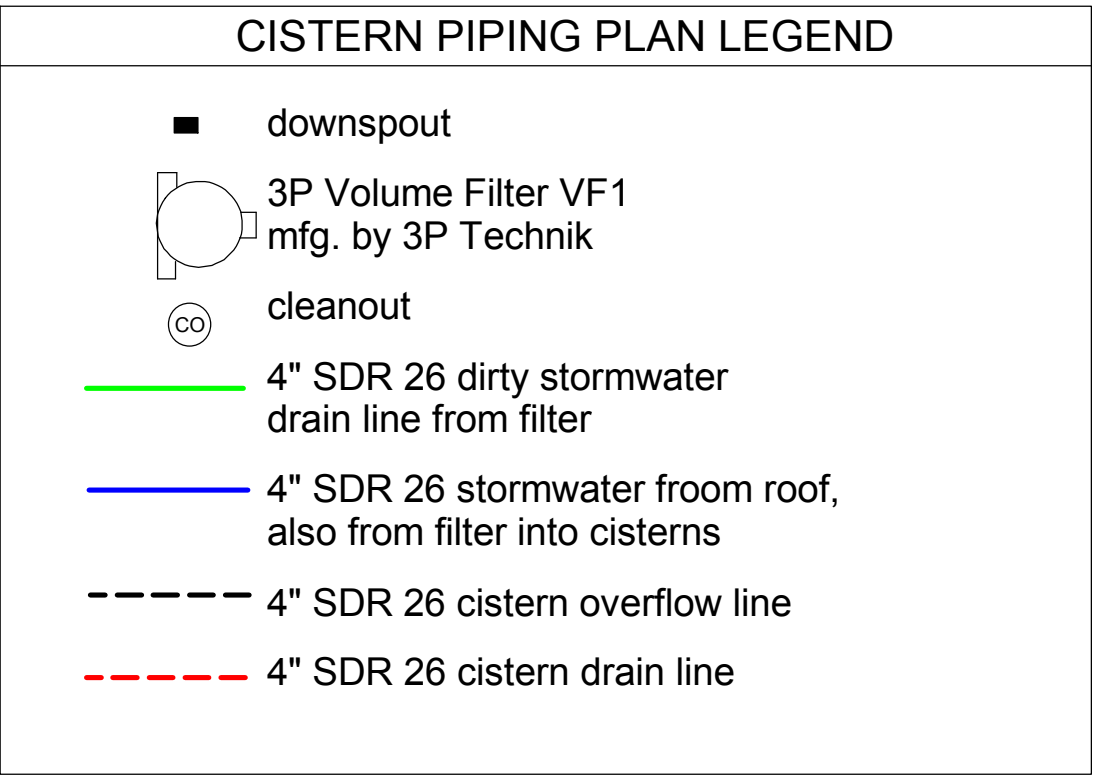 CISTERN PIPING PLAN LEGEND
downspout
3P Volume Filter VF1
mfg. by 3P Technik
CO
cleanout
4" SDR 26 dirty stormwater
drain line from filter
4" SDR 26 stormwater froom roof,
also from filter into cisterns
4" SDR 26 cistern overflow line
4" SDR 26 cistern drain line